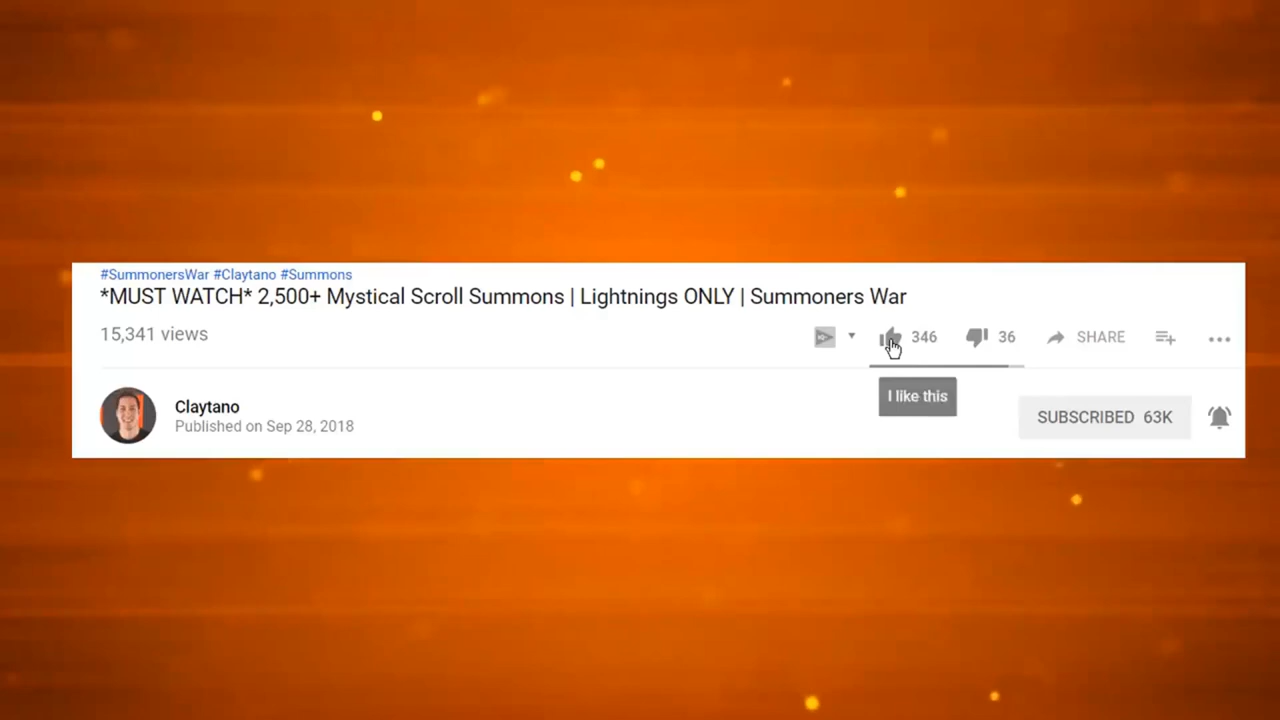 #SummonersWar #Claytano #Summons
*MUST WATCH* 2,500+ Mystical Scroll Summons | Lightnings ONLY | Summoners War
15,341 views
346 36 SHARE
I like this
Claytano
Published on Sep 28, 2018
SUBSCRIBED 63K